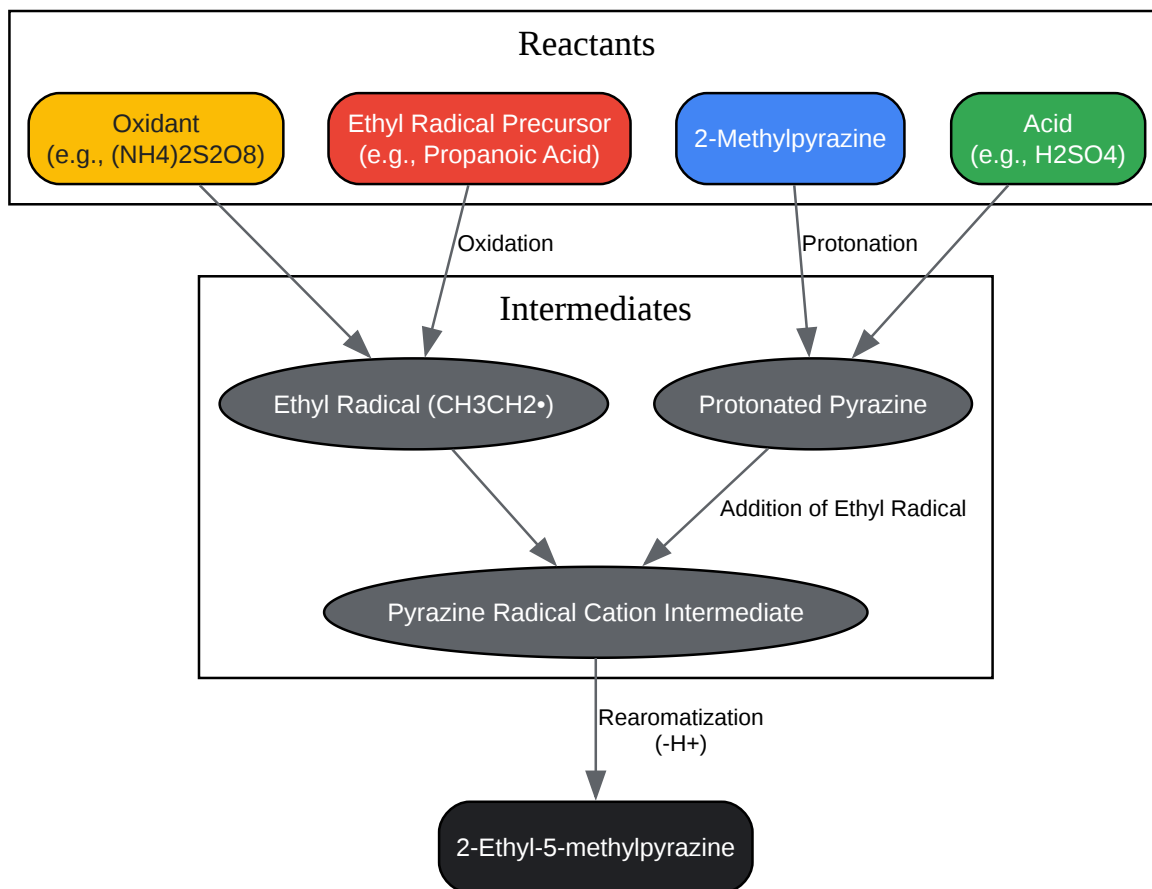 Reactants
Oxidant
(e.g., (NH4)2S2O8)
Ethyl Radical Precursor
(e.g., Propanoic Acid)
2-Methylpyrazine
Acid
(e.g., H2SO4)
Oxidation
Protonation
Intermediates
Ethyl Radical (CH3CH2•)
Protonated Pyrazine
Addition of Ethyl Radical
Pyrazine Radical Cation Intermediate
Rearomatization
(-H+)
2-Ethyl-5-methylpyrazine